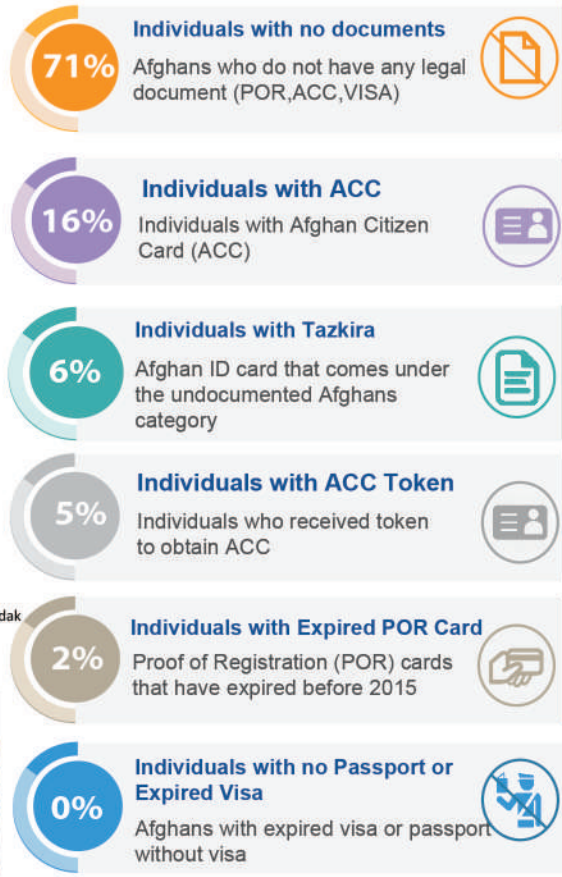 71%
Individuals with no documents
Afghans who do not have any legal
document (POR,ACC,VISA)
16%
Individuals with ACC
Individuals with Afghan Citizen
Card (ACC)
6%
Individuals with Tazkira
Afghan ID card that comes under
the undocumented Afghans
category
5%
Individuals with ACC Token
Individuals who received token
to obtain ACC
dak
2%
Individuals with Expired POR Card
Proof of Registration (POR) cards
that have expired before 2015
0%
Individuals with no Passport or
Expired Visa
Afghans with expired visa or passport
without visa